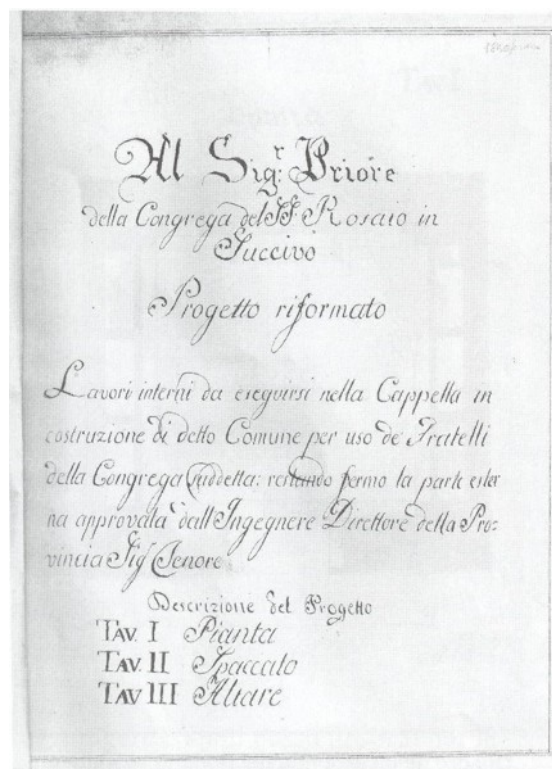 Al Sig.r Priore
della Congrega del SS. Rosaio in
Succivo
Progetto riformato
Lavori interni da eseguirsi nella Cappella in
costruzione di detto Comune per uso de' Fratelli
della Congrega suddetta: restando fermo la parte ester
na approvata dall'Ingegnere Direttore della Pro=
vincia Sig.
Descrizione del Progetto
TAV. I Pianta
TAV. II Spaccato
TAV III Altare